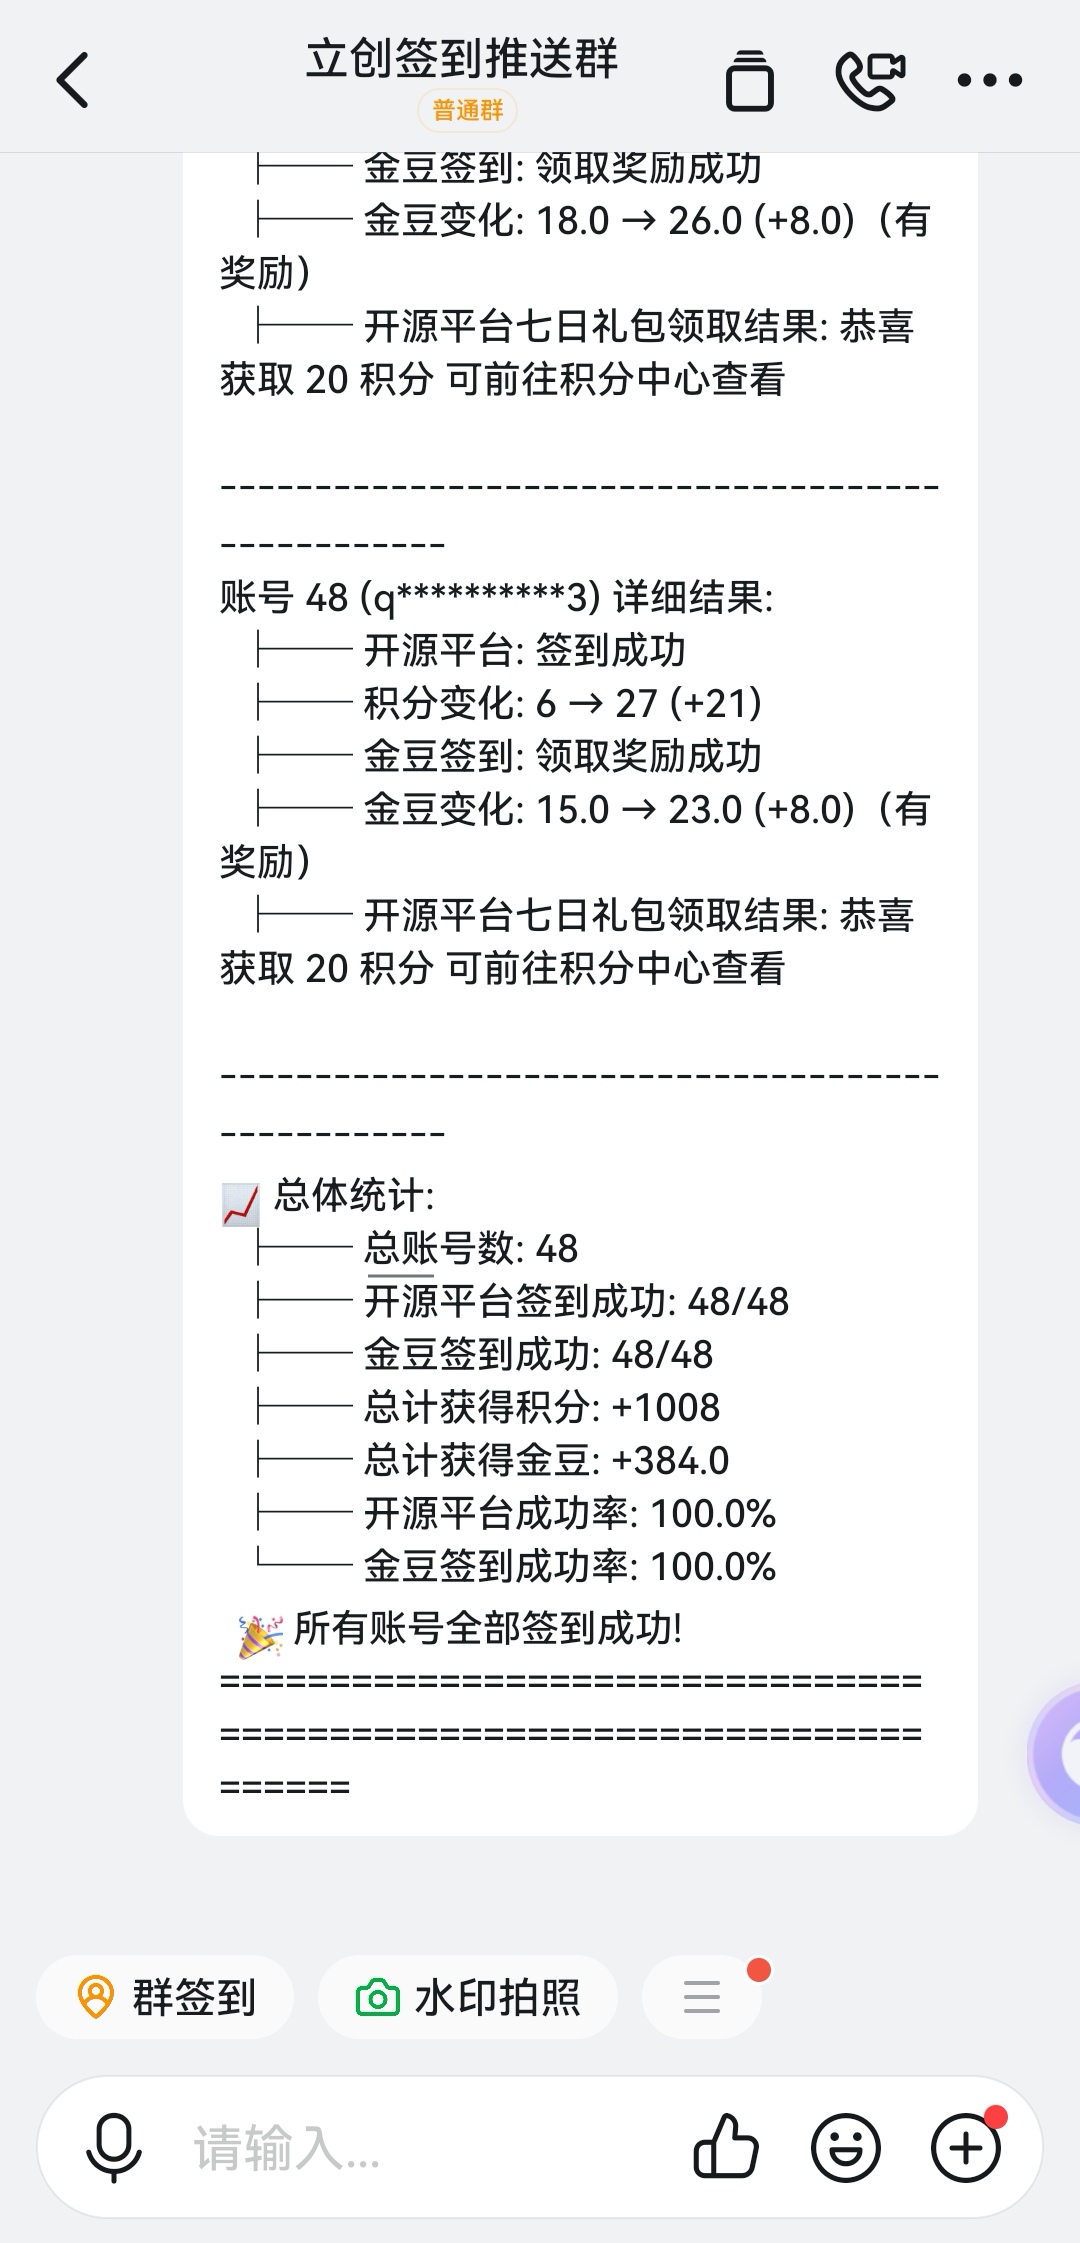 立创签到推送群
普通群
├── 金豆签到: 领取奖励成功
├── 金豆变化: 18.0 → 26.0 (+8.0)（有
奖励）
├── 开源平台七日礼包领取结果: 恭喜
获取 20 积分 可前往积分中心查看
--------------------------------------
------------
账号 48 (q**********3) 详细结果:
├── 开源平台: 签到成功
├── 积分变化: 6 → 27 (+21)
├── 金豆签到: 领取奖励成功
├── 金豆变化: 15.0 → 23.0 (+8.0)（有
奖励）
├── 开源平台七日礼包领取结果: 恭喜
获取 20 积分 可前往积分中心查看
--------------------------------------
------------
📈 总体统计:
├── 总账号数: 48
├── 开源平台签到成功: 48/48
├── 金豆签到成功: 48/48
├── 总计获得积分: +1008
├── 总计获得金豆: +384.0
├── 开源平台成功率: 100.0%
└── 金豆签到成功率: 100.0%
🎉 所有账号全部签到成功!
================================
================================
======
群签到
水印拍照
请输入...